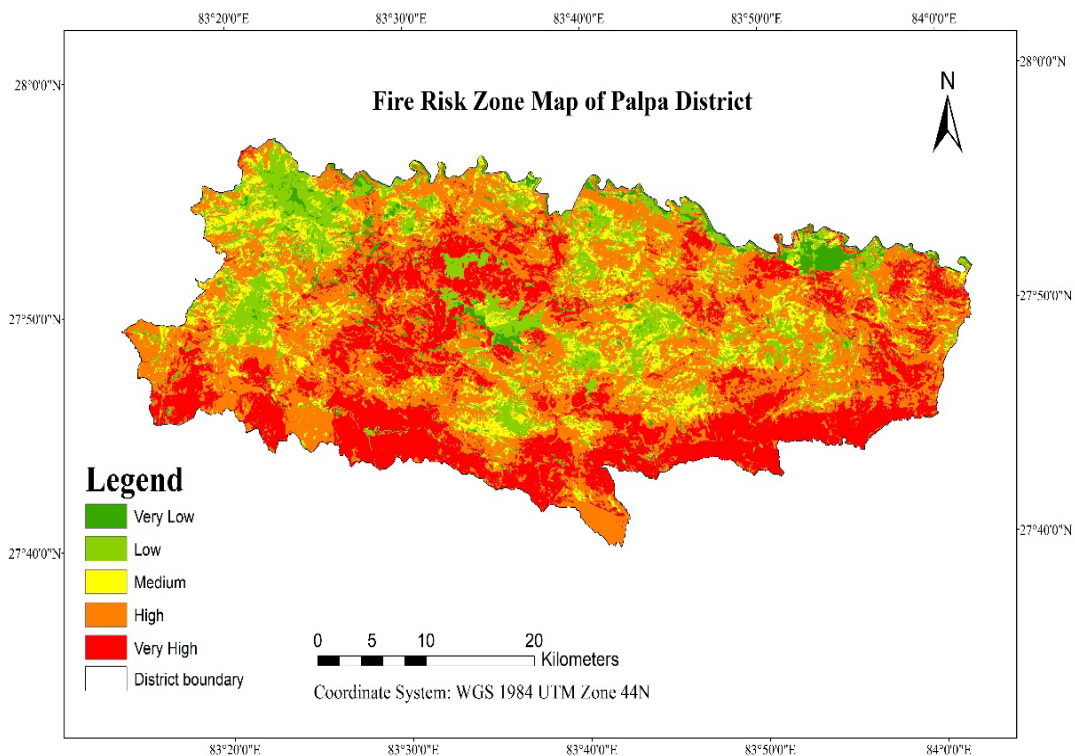 83°20'0"E 83°30'0"E 83°40'0"E 83°50'0"E 84°0'0"E
28°0'0"N 28°0'0"N
Fire Risk Zone Map of Palpa District
N
27°50'0"N 27°50'0"N
Legend
Very Low
Low
Medium
High
Very High
District boundary
27°40'0"N 27°40'0"N
0 5 10 20
Kilometers
Coordinate System: WGS 1984 UTM Zone 44N
83°20'0"E 83°30'0"E 83°40'0"E 83°50'0"E 84°0'0"E